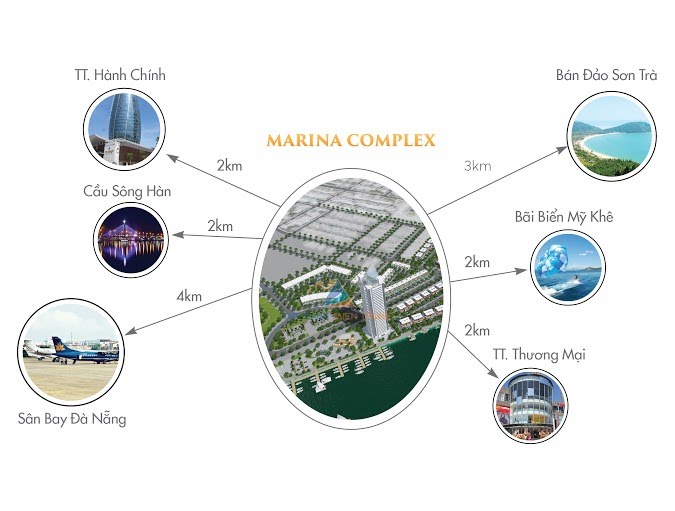 TT. Hành Chính
Bán Đảo Sơn Trà
MARINA COMPLEX
2km
3km
Cầu Sông Hàn
Bãi Biển Mỹ Khê
2km
2km
4km
2km
TT. Thương Mại
Sân Bay Đà Nẵng